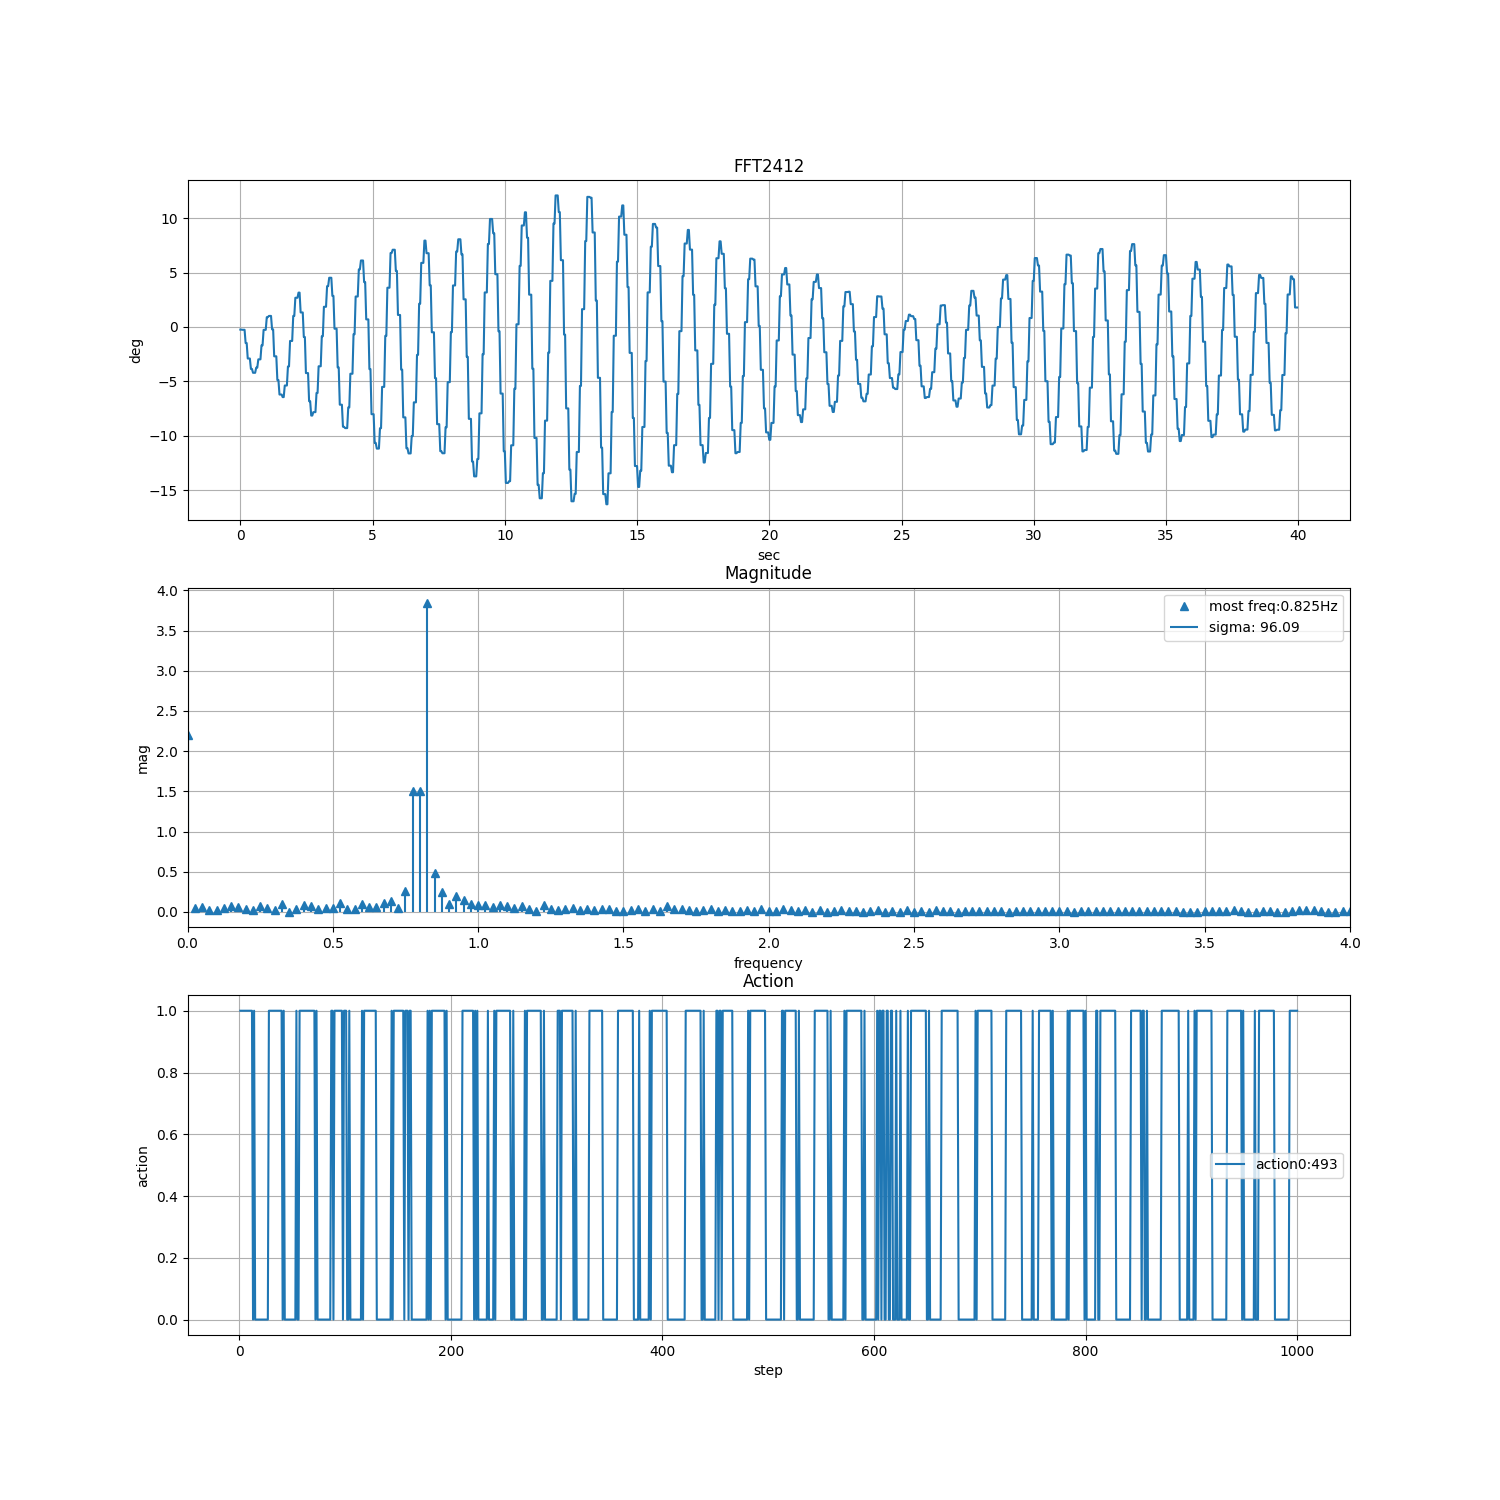 FFT2412
10
5
0
−5
−10
−15
deg
0 5 10 15 20 25 30 35 40
sec
Magnitude
4.0
3.5
3.0
2.5
2.0
1.5
1.0
0.5
0.0
mag
most freq:0.825Hz
sigma: 96.09
0.0 0.5 1.0 1.5 2.0 2.5 3.0 3.5 4.0
frequency
Action
1.0
0.8
0.6
0.4
0.2
0.0
action
action0:493
0 200 400 600 800 1000
step